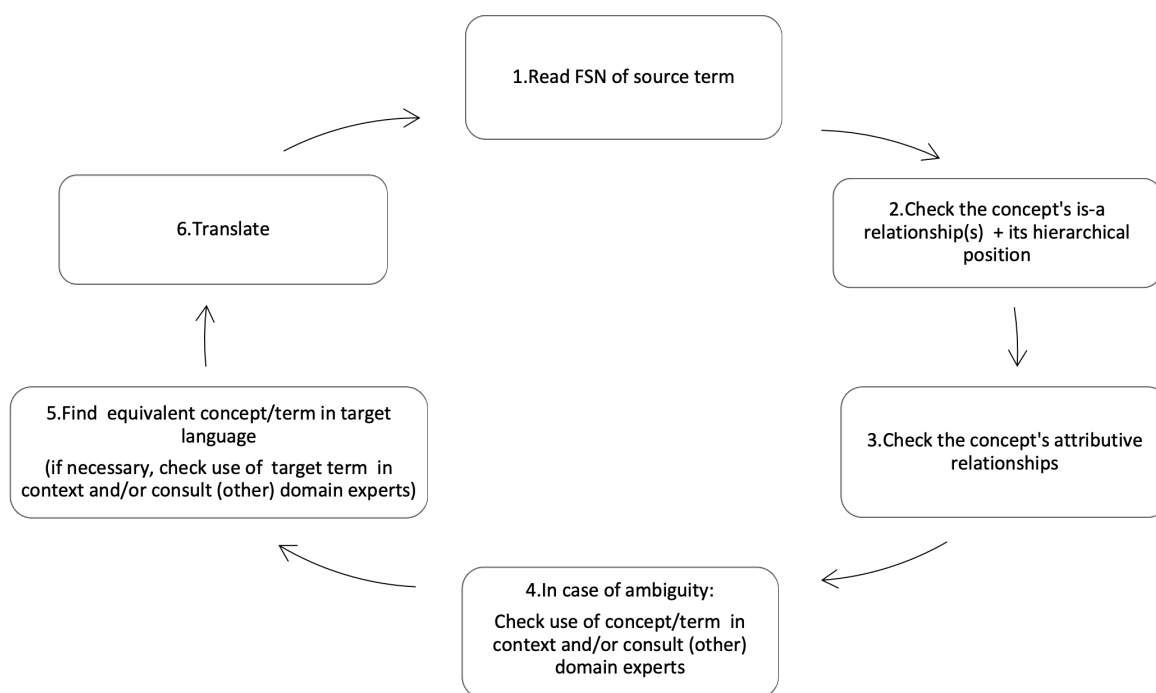 1.Read FSN of source term
2.Check the concept's is-a
relationship(s) + its hierarchical
position
3.Check the concept's attributive
relationships
4.In case of ambiguity:
Check use of concept/term in
context and/or consult (other)
domain experts
5.Find equivalent concept/term in target
language
(if necessary, check use of target term in
context and/or consult (other) domain experts)
6.Translate